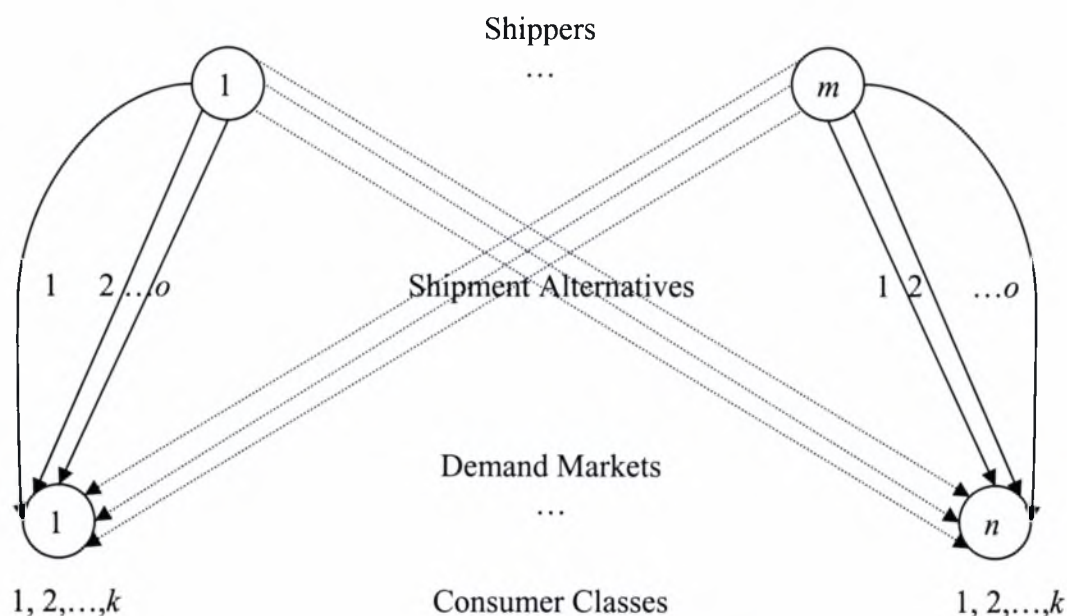 Shippers
1 … m
1 2 …o Shipment Alternatives 1 2 …o
Demand Markets
1 … n
1, 2,…,k Consumer Classes 1, 2,…,k